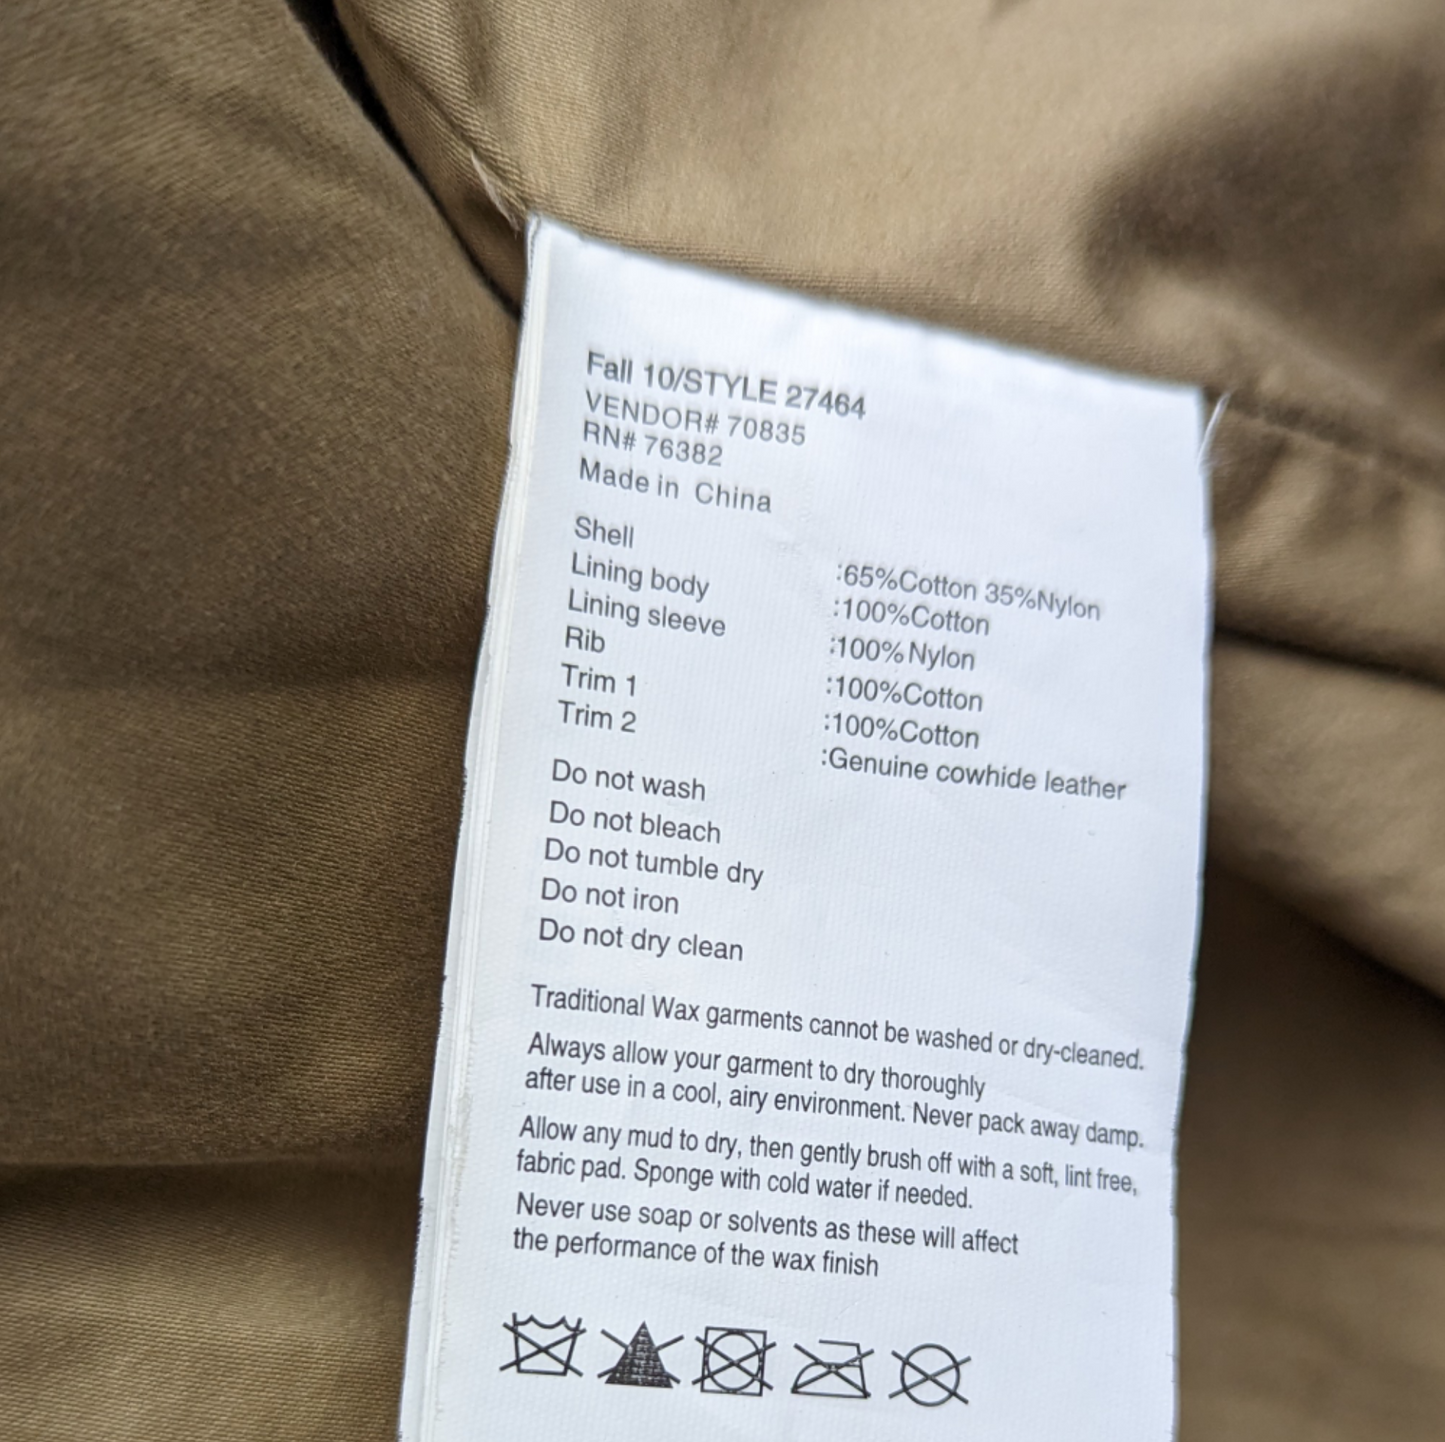 Fall 10/STYLE 27464
VENDOR# 70835
RN# 76382
Made in China
Shell :65%Cotton 35%Nylon
Lining body :100%Cotton
Lining sleeve :100%Nylon
Rib :100%Cotton
Trim 1 :100%Cotton
Trim 2 :Genuine cowhide leather
Do not wash
Do not bleach
Do not tumble dry
Do not iron
Do not dry clean
Traditional Wax garments cannot be washed or dry-cleaned.
Always allow your garment to dry thoroughly
after use in a cool, airy environment. Never pack away damp.
Allow any mud to dry, then gently brush off with a soft, lint free,
fabric pad. Sponge with cold water if needed.
Never use soap or solvents as these will affect
the performance of the wax finish